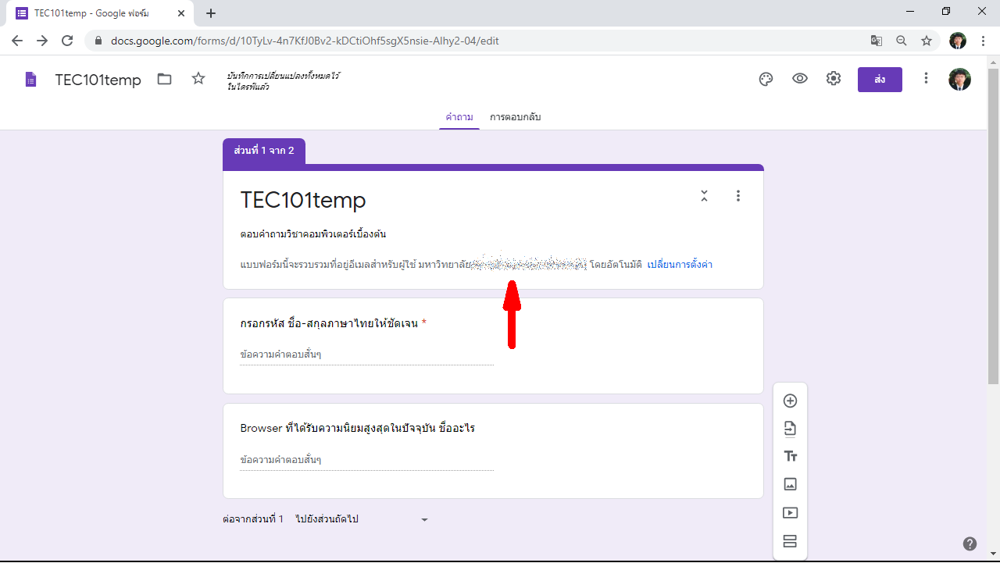 TEC101temp - Google ฟอร์ม
docs.google.com/forms/d/10TyLv-4n7KfJ0Bv2-kDCtiOhf5sgX5nsie-Alhy2-04/edit
TEC101temp
บันทึกการเปลี่ยนแปลงทั้งหมดไว้
ในไดรฟ์แล้ว
ส่ง
คำถาม การตอบกลับ
ส่วนที่ 1 จาก 2
TEC101temp
ตอบคำถามวิชาคอมพิวเตอร์เบื้องต้น
แบบฟอร์มนี้จะรวบรวมที่อยู่อีเมลสำหรับผู้ใช้ มหาวิทยาลัย โดยอัตโนมัติ เปลี่ยนการตั้งค่า
กรอกรหัส ชื่อ-สกุลภาษาไทยให้ชัดเจน *
ข้อความคำตอบสั้นๆ
Browser ที่ได้รับความนิยมสูงสุดในปัจจุบัน ชื่ออะไร
ข้อความคำตอบสั้นๆ
ต่อจากส่วนที่ 1 ไปยังส่วนถัดไป